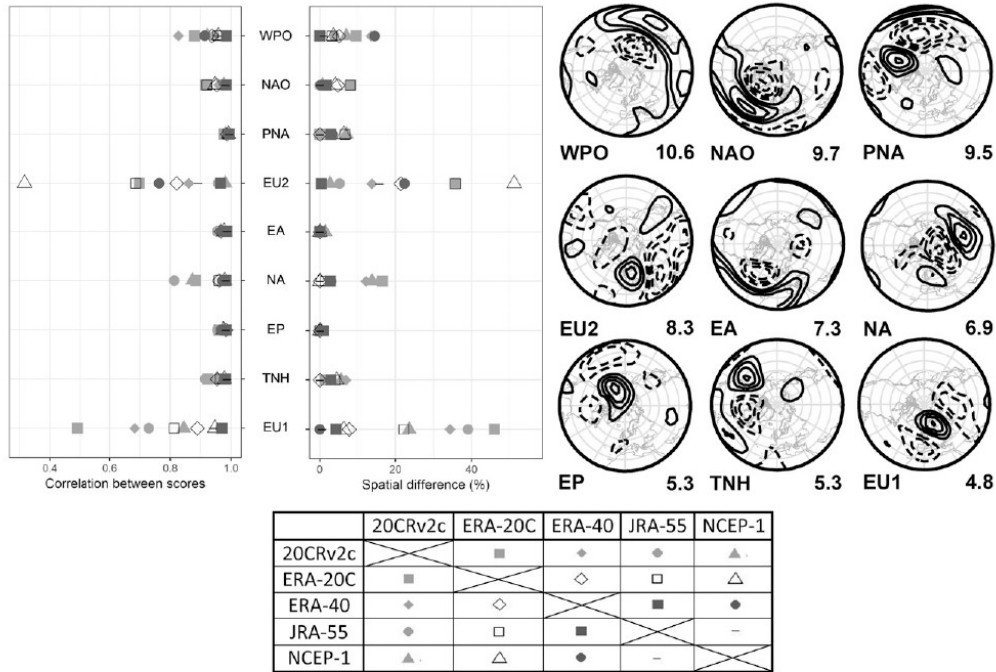 WPO
NAO
PNA
EU2
EA
NA
EP
TNH
EU1
0.4 0.6 0.8 1.0
Correlation between scores
0 20 40
Spatial difference (%)
WPO 10.6 NAO 9.7 PNA 9.5
EU2 8.3 EA 7.3 NA 6.9
EP 5.3 TNH 5.3 EU1 4.8
20CRv2c ERA-20C ERA-40 JRA-55 NCEP-1
20CRv2c
ERA-20C
ERA-40
JRA-55
NCEP-1